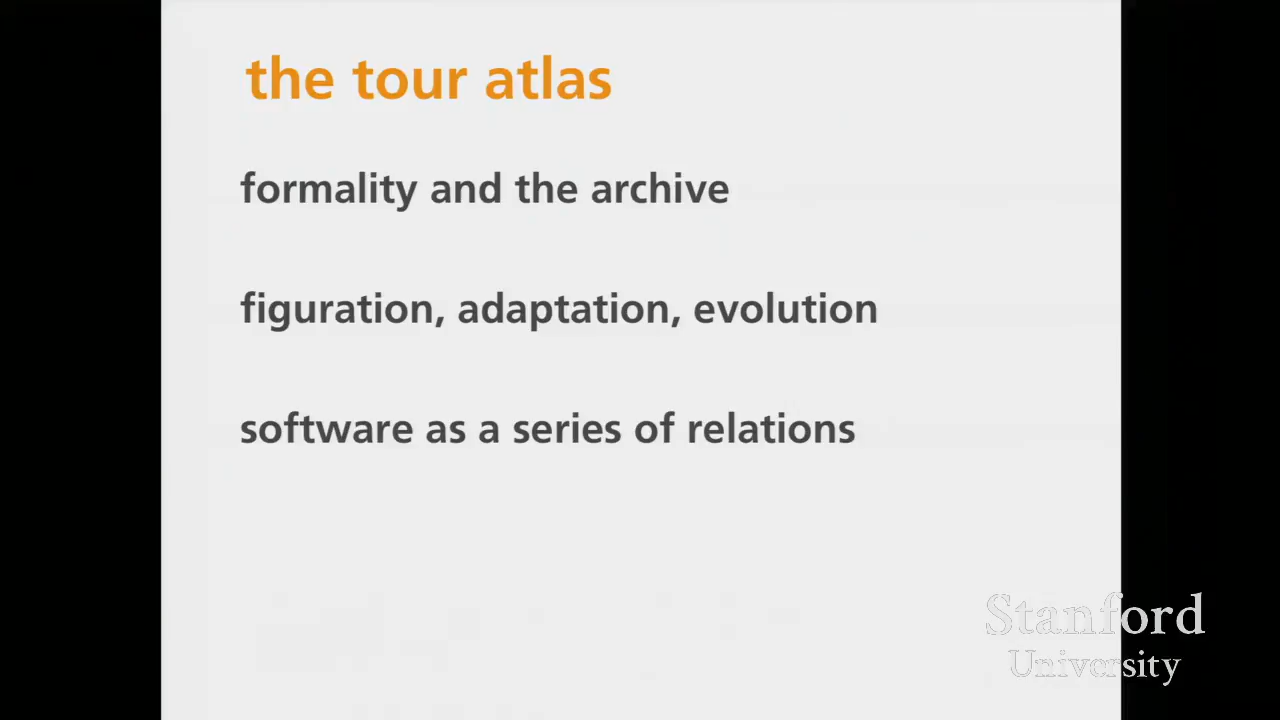 the tour atlas
formality and the archive
figuration, adaptation, evolution
software as a series of relations
Stanford
University